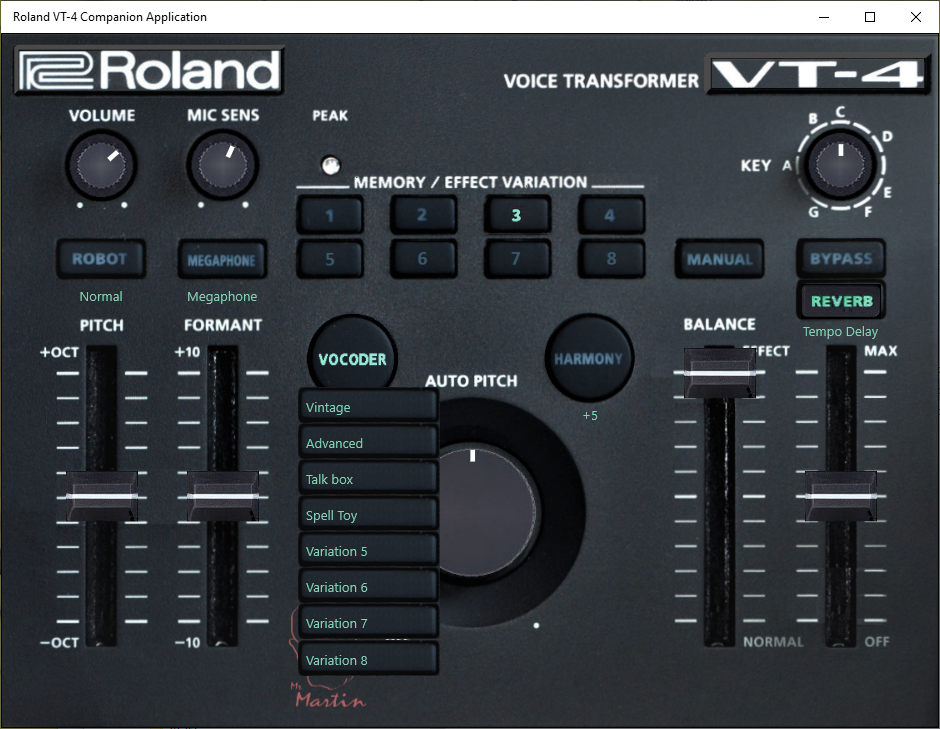 Roland VT-4 Companion Application
Roland
VOICE TRANSFORMER VT-4
VOLUME
MIC SENS
PEAK
MEMORY / EFFECT VARIATION
1 2 3 4
5 6 7 8
KEY
A B C D E F G
ROBOT
Normal
MEGAPHONE
Megaphone
MANUAL
BYPASS
REVERB
Tempo Delay
PITCH
+OCT
-OCT
FORMANT
+10
-10
VOCODER
Vintage
Advanced
Talk box
Spell Toy
Variation 5
Variation 6
Variation 7
Variation 8
AUTO PITCH
HARMONY
+5
BALANCE
NORMAL
MAX
OFF
Martin